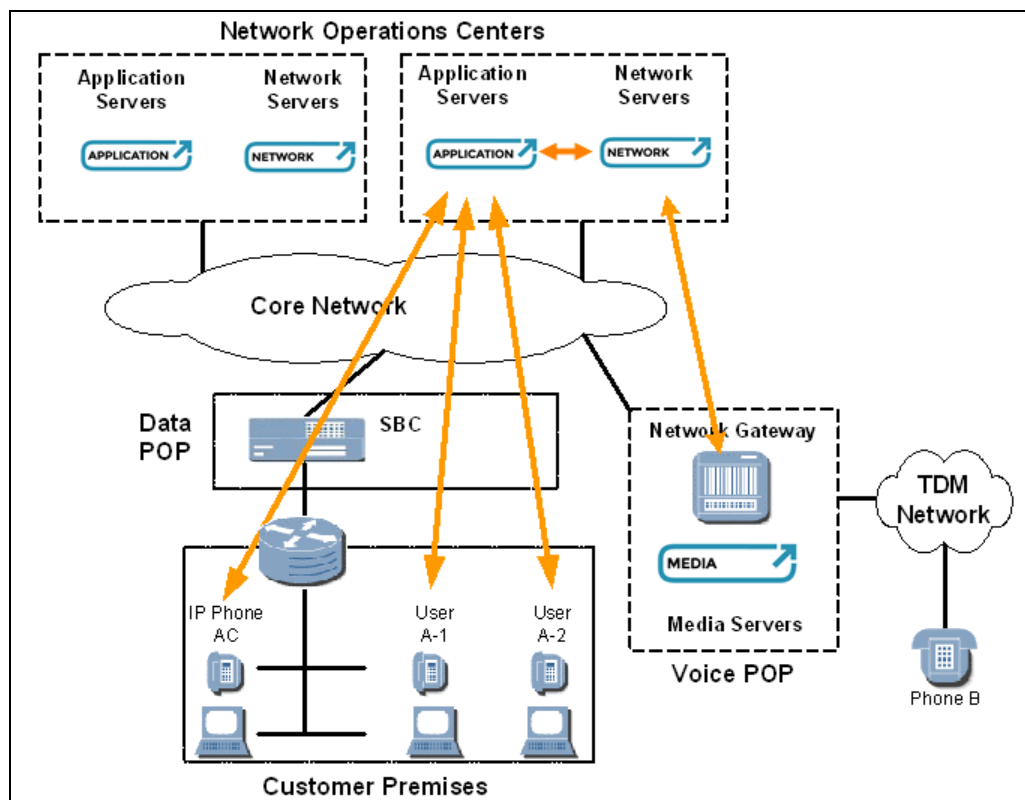 Network Operations Centers
Application
Servers
Network
Servers
APPLICATION
NETWORK
Application
Servers
Network
Servers
APPLICATION
NETWORK
Core Network
Data
POP
SBC
Network Gateway
MEDIA
Media Servers
Voice POP
TDM
Network
Phone B
IP Phone
AC
User
A-1
User
A-2
Customer Premises